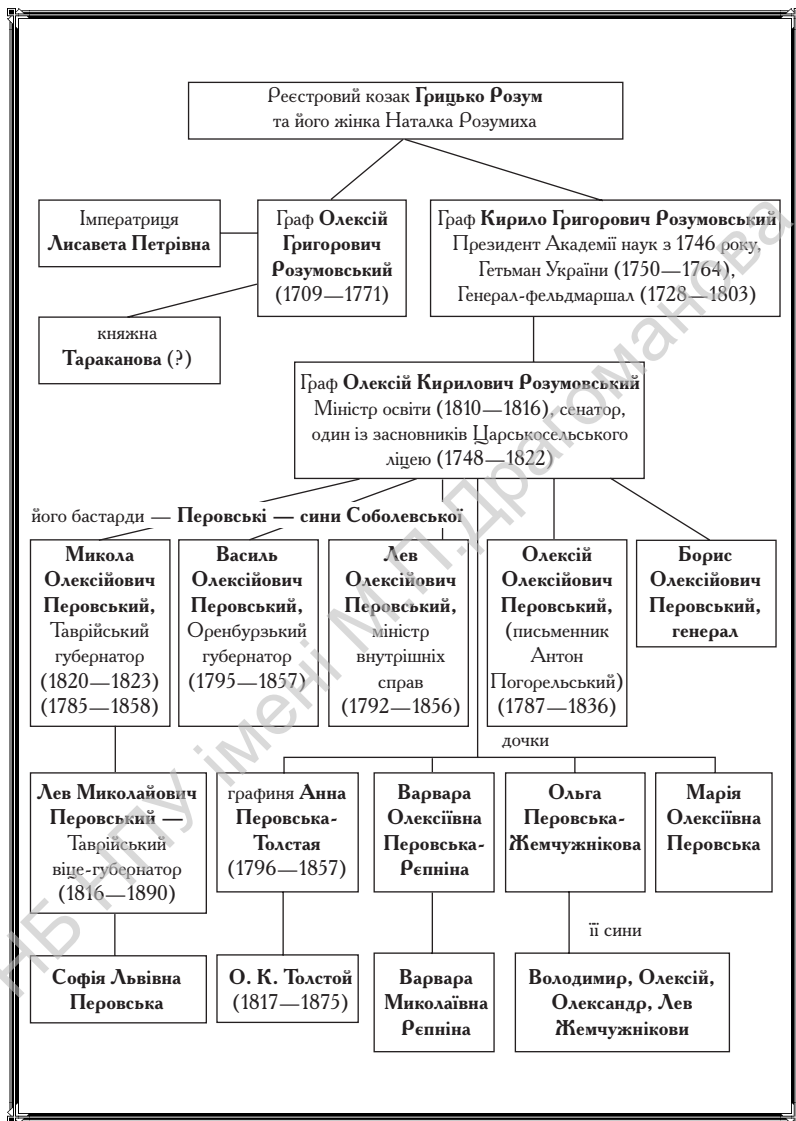 Реєстровий козак Грицько Розум
та його жінка Наталка Розумиха
Імператриця
Лисавета Петрівна
Граф Олексій
Григорович
Розумовський
(1709—1771)
Граф Кирило Григорович Розумовський
Президент Академії наук з 1746 року,
Гетьман України (1750—1764),
Генерал-фельдмаршал (1728—1803)
княжна
Тараканова (?)
Граф Олексій Кирилович Розумовський
Міністр освіти (1810—1816), сенатор,
один із засновників Царськосельського
ліцею (1748—1822)
його бастарди — Перовські — сини Соболевської
Микола
Олексійович
Перовський,
Таврійський
губернатор
(1820—1823)
(1785—1858)
Василь
Олексійович
Перовський,
Оренбурзький
губернатор
(1795—1857)
Лев
Олексійович
Перовський,
міністр
внутрішніх
справ
(1792—1856)
Олексій
Олексійович
Перовський,
(письменник
Антон
Погорельський)
(1787—1836)
Борис
Олексійович
Перовський,
генерал
дочки
Лев Миколайович
Перовський —
Таврійський
віце-губернатор
(1816—1890)
графиня Анна
Перовська-
Толстая
(1796—1857)
Варвара
Олексіївна
Перовська-
Рєпніна
Ольга
Перовська-
Жемчужнікова
Марія
Олексіївна
Перовська
її сини
Софія Львівна
Перовська
О. К. Толстой
(1817—1875)
Варвара
Миколаївна
Рєпніна
Володимир, Олексій,
Олександр, Лев
Жемчужнікови
НБ НПУ імені М.П.Драгоманова